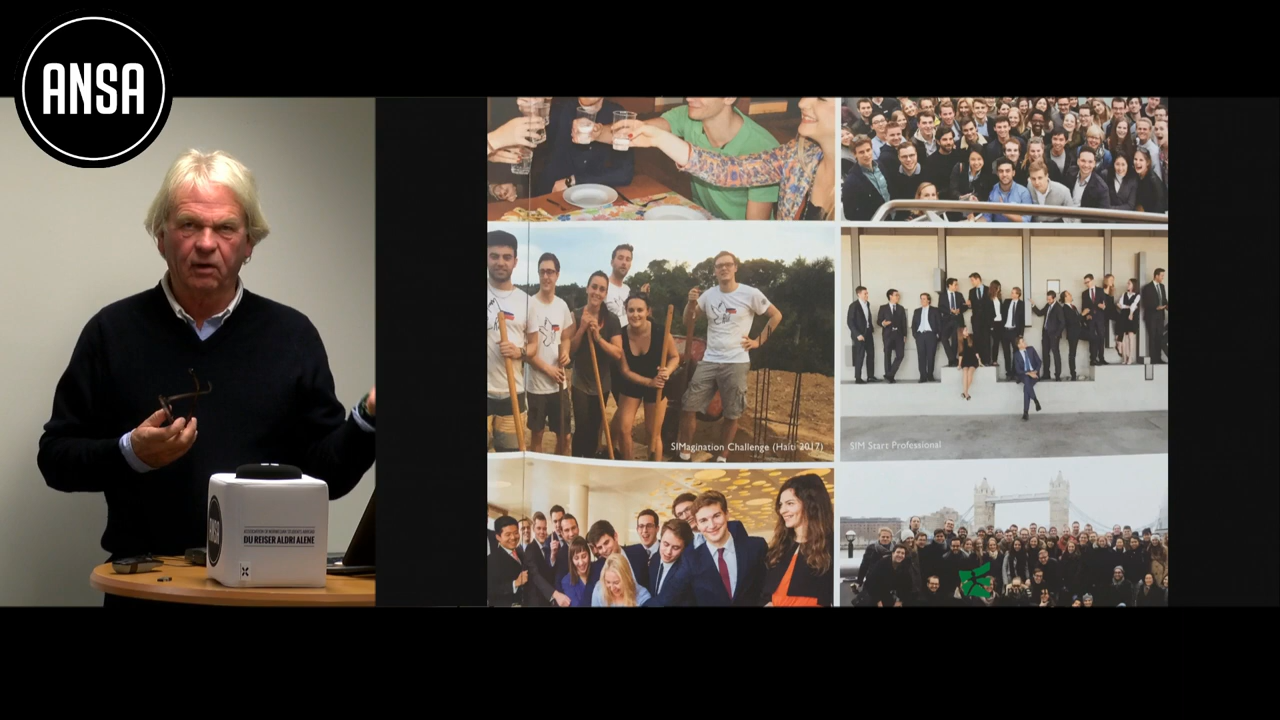 ANSA
SIMagination Challenge (Haiti 2017)
SIM Start Professional
ANSA
DU REISER ALDRI ALENE